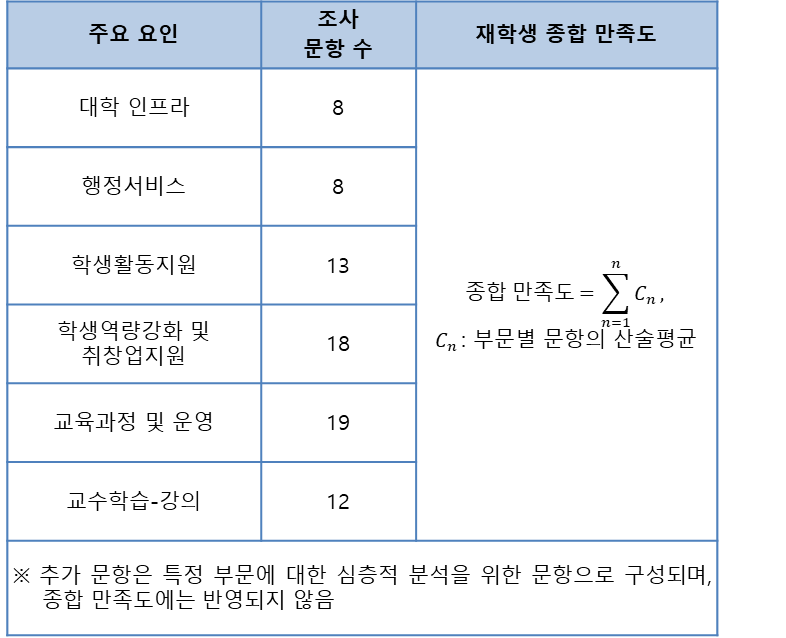 주요 요인
조사
문항 수
재학생 종합 만족도
대학 인프라
8
행정서비스
8
학생활동지원
13
학생역량강화 및
취창업지원
18
교육과정 및 운영
19
교수학습-강의
12
종합 만족도 = ∑_{n=1}^{n} C_n ,
C_n : 부문별 문항의 산술평균
※ 추가 문항은 특정 부문에 대한 심층적 분석을 위한 문항으로 구성되며,
종합 만족도에는 반영되지 않음